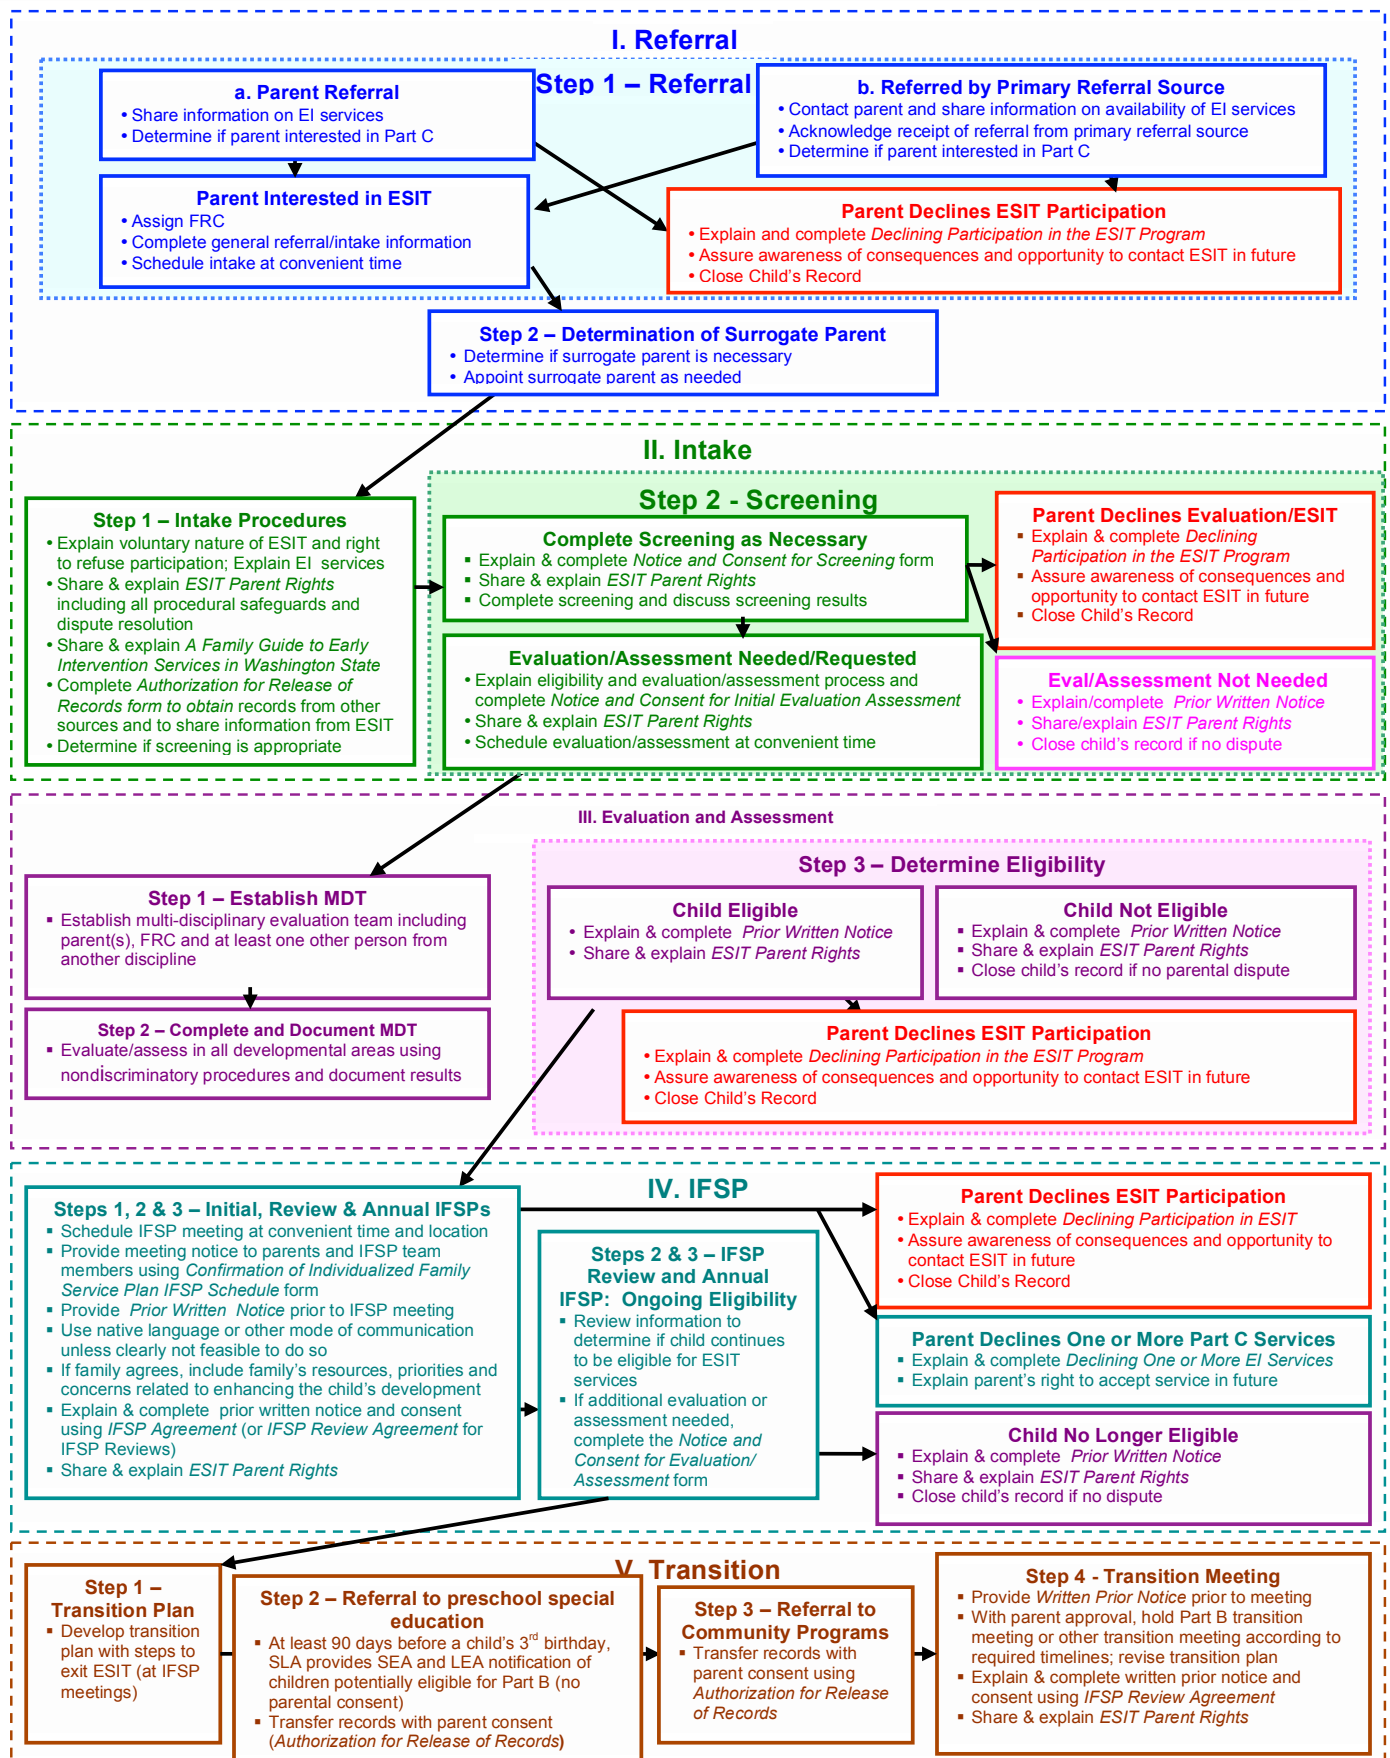 I. Referral
Step 1 – Referral
a. Parent Referral
• Share information on EI services
• Determine if parent interested in Part C
b. Referred by Primary Referral Source
• Contact parent and share information on availability of EI services
• Acknowledge receipt of referral from primary referral source
• Determine if parent interested in Part C
Parent Interested in ESIT
• Assign FRC
• Complete general referral/intake information
• Schedule intake at convenient time
Parent Declines ESIT Participation
• Explain and complete Declining Participation in the ESIT Program
• Assure awareness of consequences and opportunity to contact ESIT in future
• Close Child's Record
Step 2 – Determination of Surrogate Parent
• Determine if surrogate parent is necessary
• Appoint surrogate parent as needed
II. Intake
Step 1 – Intake Procedures
• Explain voluntary nature of ESIT and right
to refuse participation; Explain EI services
• Share & explain ESIT Parent Rights
including all procedural safeguards and
dispute resolution
• Share & explain A Family Guide to Early
Intervention Services in Washington State
• Complete Authorization for Release of
Records form to obtain records from other
sources and to share information from ESIT
• Determine if screening is appropriate
Step 2 - Screening
Complete Screening as Necessary
▪ Explain & complete Notice and Consent for Screening form
▪ Share & explain ESIT Parent Rights
▪ Complete screening and discuss screening results
Evaluation/Assessment Needed/Requested
• Explain eligibility and evaluation/assessment process and
complete Notice and Consent for Initial Evaluation Assessment
• Share & explain ESIT Parent Rights
• Schedule evaluation/assessment at convenient time
Parent Declines Evaluation/ESIT
▪ Explain & complete Declining
Participation in the ESIT Program
▪ Assure awareness of consequences and
opportunity to contact ESIT in future
▪ Close Child's Record
Eval/Assessment Not Needed
• Explain/complete Prior Written Notice
• Share/explain ESIT Parent Rights
• Close child's record if no dispute
III. Evaluation and Assessment
Step 1 – Establish MDT
▪ Establish multi-disciplinary evaluation team including
parent(s), FRC and at least one other person from
another discipline
Step 2 – Complete and Document MDT
▪ Evaluate/assess in all developmental areas using
nondiscriminatory procedures and document results
Step 3 – Determine Eligibility
Child Eligible
• Explain & complete Prior Written Notice
• Share & explain ESIT Parent Rights
Child Not Eligible
▪ Explain & complete Prior Written Notice
▪ Share & explain ESIT Parent Rights
▪ Close child's record if no parental dispute
Parent Declines ESIT Participation
• Explain & complete Declining Participation in the ESIT Program
• Assure awareness of consequences and opportunity to contact ESIT in future
• Close Child's Record
IV. IFSP
Steps 1, 2 & 3 – Initial, Review & Annual IFSPs
▪ Schedule IFSP meeting at convenient time and location
▪ Provide meeting notice to parents and IFSP team
members using Confirmation of Individualized Family
Service Plan IFSP Schedule form
▪ Provide Prior Written Notice prior to IFSP meeting
▪ Use native language or other mode of communication
unless clearly not feasible to do so
▪ If family agrees, include family's resources, priorities and
concerns related to enhancing the child's development
▪ Explain & complete prior written notice and consent
using IFSP Agreement (or IFSP Review Agreement for
IFSP Reviews)
▪ Share & explain ESIT Parent Rights
Steps 2 & 3 – IFSP
Review and Annual
IFSP: Ongoing Eligibility
▪ Review information to
determine if child continues
to be eligible for ESIT
services
▪ If additional evaluation or
assessment needed,
complete the Notice and
Consent for Evaluation/
Assessment form
Parent Declines ESIT Participation
• Explain & complete Declining Participation in ESIT
• Assure awareness of consequences and opportunity to
contact ESIT in future
• Close Child's Record
Parent Declines One or More Part C Services
▪ Explain & complete Declining One or More EI Services
▪ Explain parent's right to accept service in future
Child No Longer Eligible
▪ Explain & complete Prior Written Notice
▪ Share & explain ESIT Parent Rights
▪ Close child's record if no dispute
V. Transition
Step 1 –
Transition Plan
▪ Develop transition
plan with steps to
exit ESIT (at IFSP
meetings)
Step 2 – Referral to preschool special
education
▪ At least 90 days before a child's 3rd birthday,
SLA provides SEA and LEA notification of
children potentially eligible for Part B (no
parental consent)
▪ Transfer records with parent consent
(Authorization for Release of Records)
Step 3 – Referral to
Community Programs
▪ Transfer records with
parent consent using
Authorization for Release
of Records
Step 4 - Transition Meeting
▪ Provide Written Prior Notice prior to meeting
▪ With parent approval, hold Part B transition
meeting or other transition meeting according to
required timelines; revise transition plan
▪ Explain & complete written prior notice and
consent using IFSP Review Agreement
▪ Share & explain ESIT Parent Rights